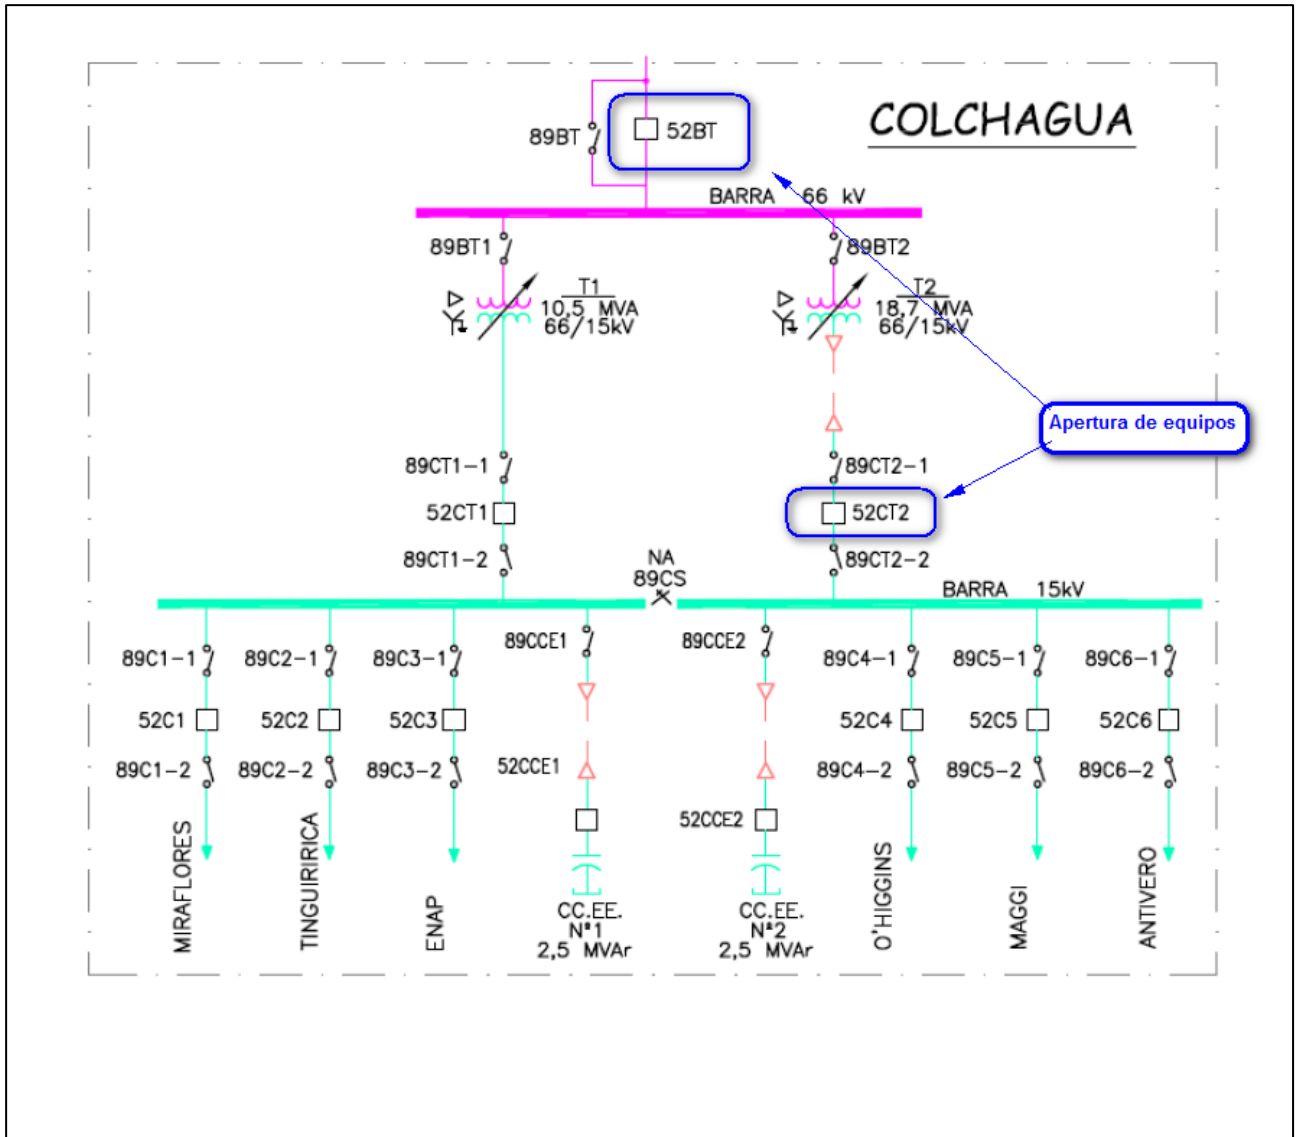 COLCHAGUA
89BT
52BT
BARRA 66 kV
89BT1
89BT2
T1
10,5 MVA
66/15kV
T2
18,7 MVA
66/15kV
Apertura de equipos
89CT1-1
89CT2-1
52CT1
52CT2
89CT1-2
89CT2-2
NA
89CS
BARRA 15kV
89C1-1
89C2-1
89C3-1
89CCE1
89CCE2
89C4-1
89C5-1
89C6-1
52C1
52C2
52C3
52C4
52C5
52C6
89C1-2
89C2-2
89C3-2
52CCE1
52CCE2
89C4-2
89C5-2
89C6-2
MIRAFLORES
TINGUIRIRICA
ENAP
CC.EE.
Nº1
2,5 MVAr
CC.EE.
Nº2
2,5 MVAr
O'HIGGINS
MAGGI
ANTIVERO